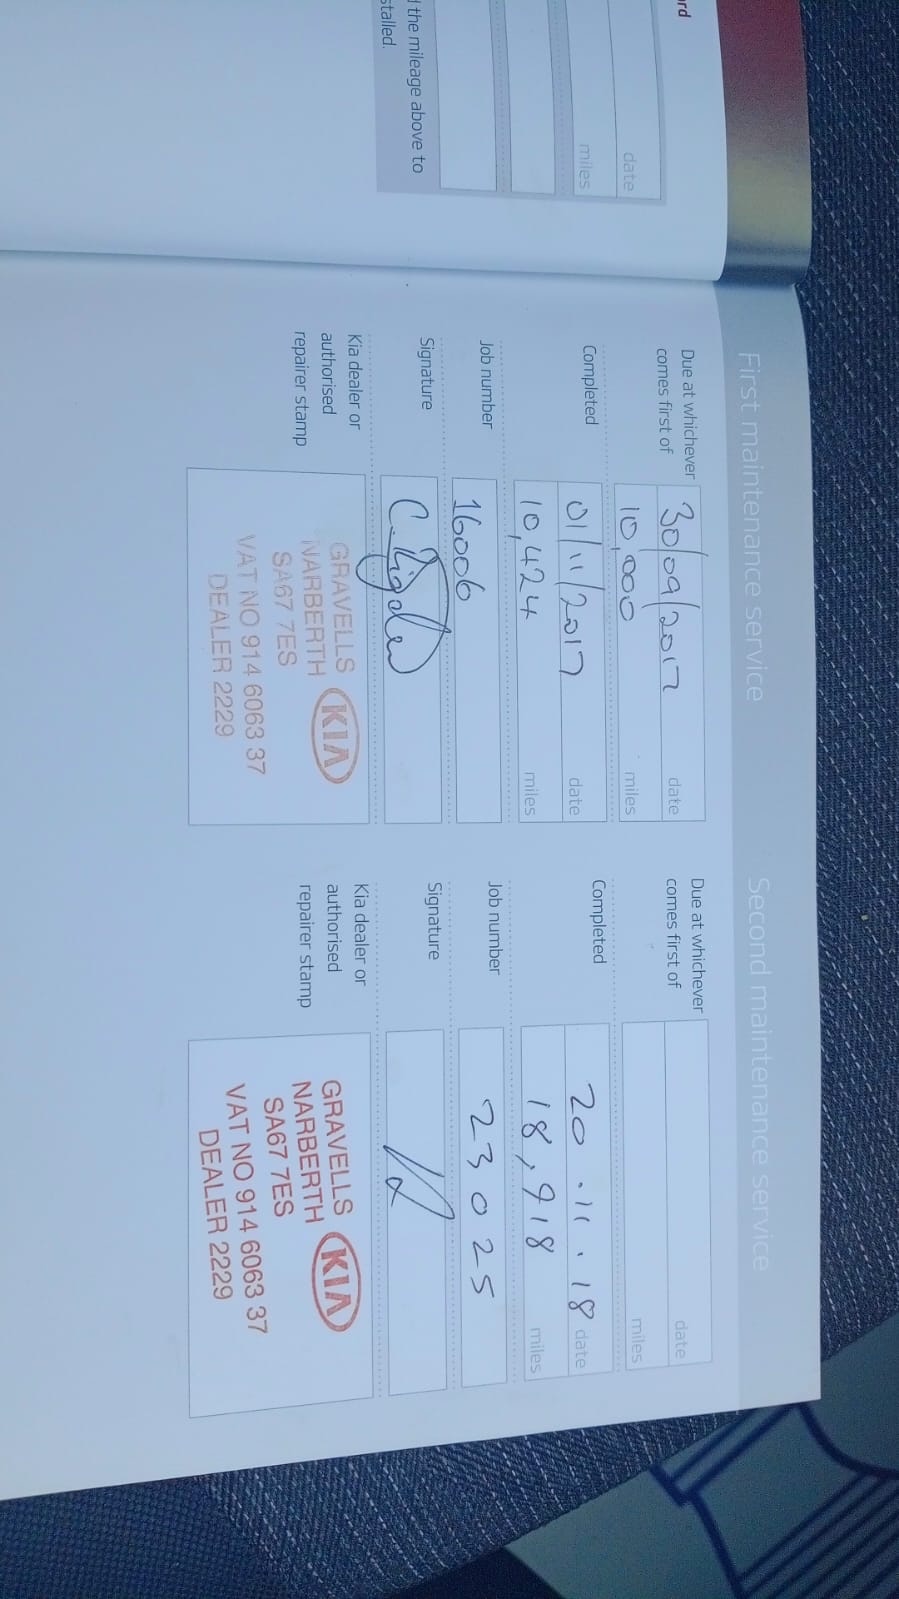 rd
date
miles
d the mileage above to
stalled.
First maintenance service
Due at whichever
comes first of
30/09/2017 date
10,000 miles
Completed
01/11/2017 date
10,424 miles
Job number
16006
Signature
Kia dealer or
authorised
repairer stamp
GRAVELLS
NARBERTH KIA
SA67 7ES
VAT NO 914 6063 37
DEALER 2229
Second maintenance service
Due at whichever
comes first of
date
miles
Completed
20.11.18 date
18,918 miles
Job number
23025
Signature
Kia dealer or
authorised
repairer stamp
GRAVELLS
NARBERTH KIA
SA67 7ES
VAT NO 914 6063 37
DEALER 2229